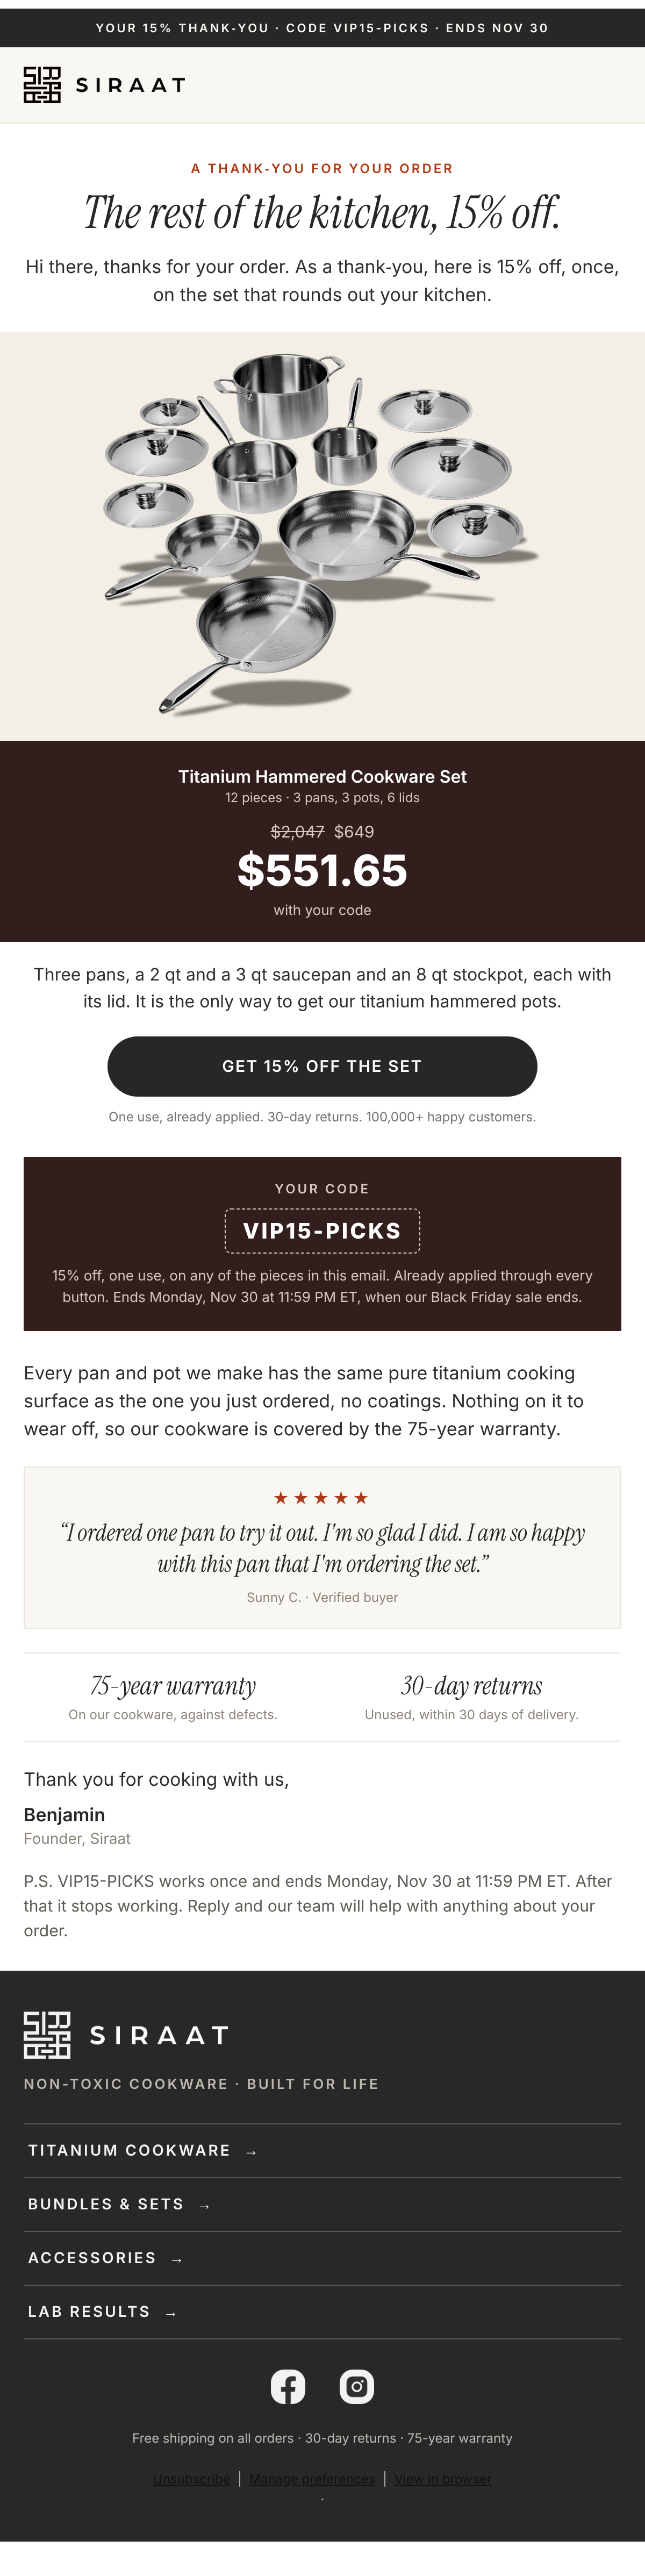 YOUR 15% THANK-YOU · CODE VIP15-PICKS · ENDS NOV 30
SIRAAT
A THANK-YOU FOR YOUR ORDER
The rest of the kitchen, 15% off.
Hi there, thanks for your order. As a thank-you, here is 15% off, once,
on the set that rounds out your kitchen.
Titanium Hammered Cookware Set
12 pieces · 3 pans, 3 pots, 6 lids
$2,047 $649
$551.65
with your code
Three pans, a 2 qt and a 3 qt saucepan and an 8 qt stockpot, each with
its lid. It is the only way to get our titanium hammered pots.
GET 15% OFF THE SET
One use, already applied. 30-day returns. 100,000+ happy customers.
YOUR CODE
VIP15-PICKS
15% off, one use, on any of the pieces in this email. Already applied through every
button. Ends Monday, Nov 30 at 11:59 PM ET, when our Black Friday sale ends.
Every pan and pot we make has the same pure titanium cooking
surface as the one you just ordered, no coatings. Nothing on it to
wear off, so our cookware is covered by the 75-year warranty.
★★★★★
“I ordered one pan to try it out. I'm so glad I did. I am so happy
with this pan that I'm ordering the set.”
Sunny C. · Verified buyer
75-year warranty
On our cookware, against defects.
30-day returns
Unused, within 30 days of delivery.
Thank you for cooking with us,
Benjamin
Founder, Siraat
P.S. VIP15-PICKS works once and ends Monday, Nov 30 at 11:59 PM ET. After
that it stops working. Reply and our team will help with anything about your
order.
SIRAAT
NON-TOXIC COOKWARE · BUILT FOR LIFE
TITANIUM COOKWARE →
BUNDLES & SETS →
ACCESSORIES →
LAB RESULTS →
Free shipping on all orders · 30-day returns · 75-year warranty
Unsubscribe | Manage preferences | View in browser
.